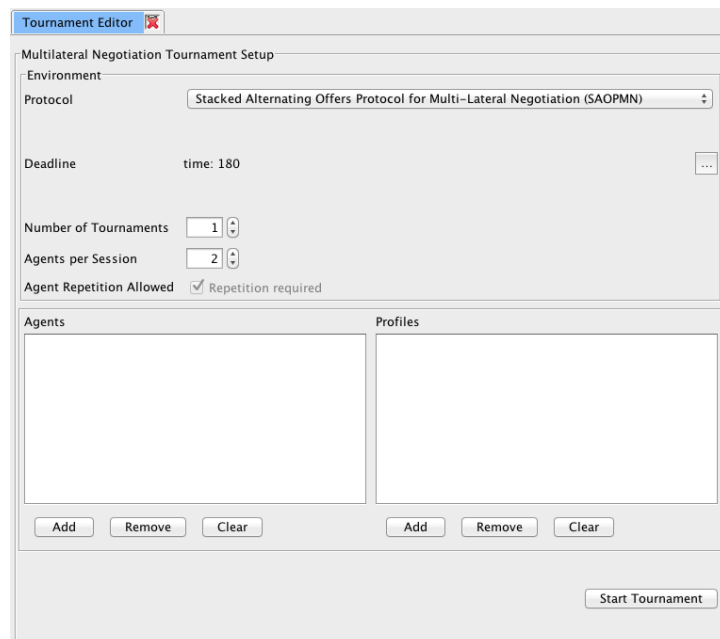 Tournament Editor
Multilateral Negotiation Tournament Setup
Environment
Protocol Stacked Alternating Offers Protocol for Multi-Lateral Negotiation (SAOPMN)
Deadline time: 180 ...
Number of Tournaments 1
Agents per Session 2
Agent Repetition Allowed Repetition required
Agents Profiles
Add Remove Clear Add Remove Clear
Start Tournament